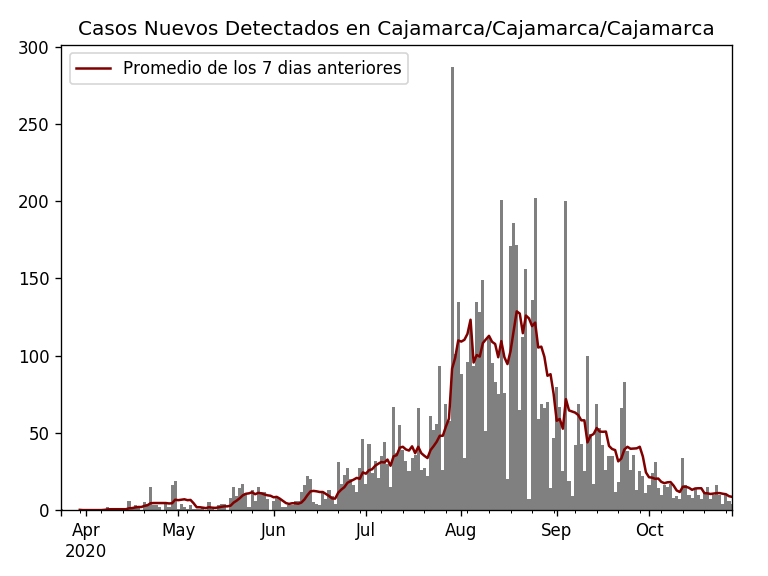 Casos Nuevos Detectados en Cajamarca/Cajamarca/Cajamarca
Promedio de los 7 dias anteriores
300
250
200
150
100
50
0
Apr May Jun Jul Aug Sep Oct
2020